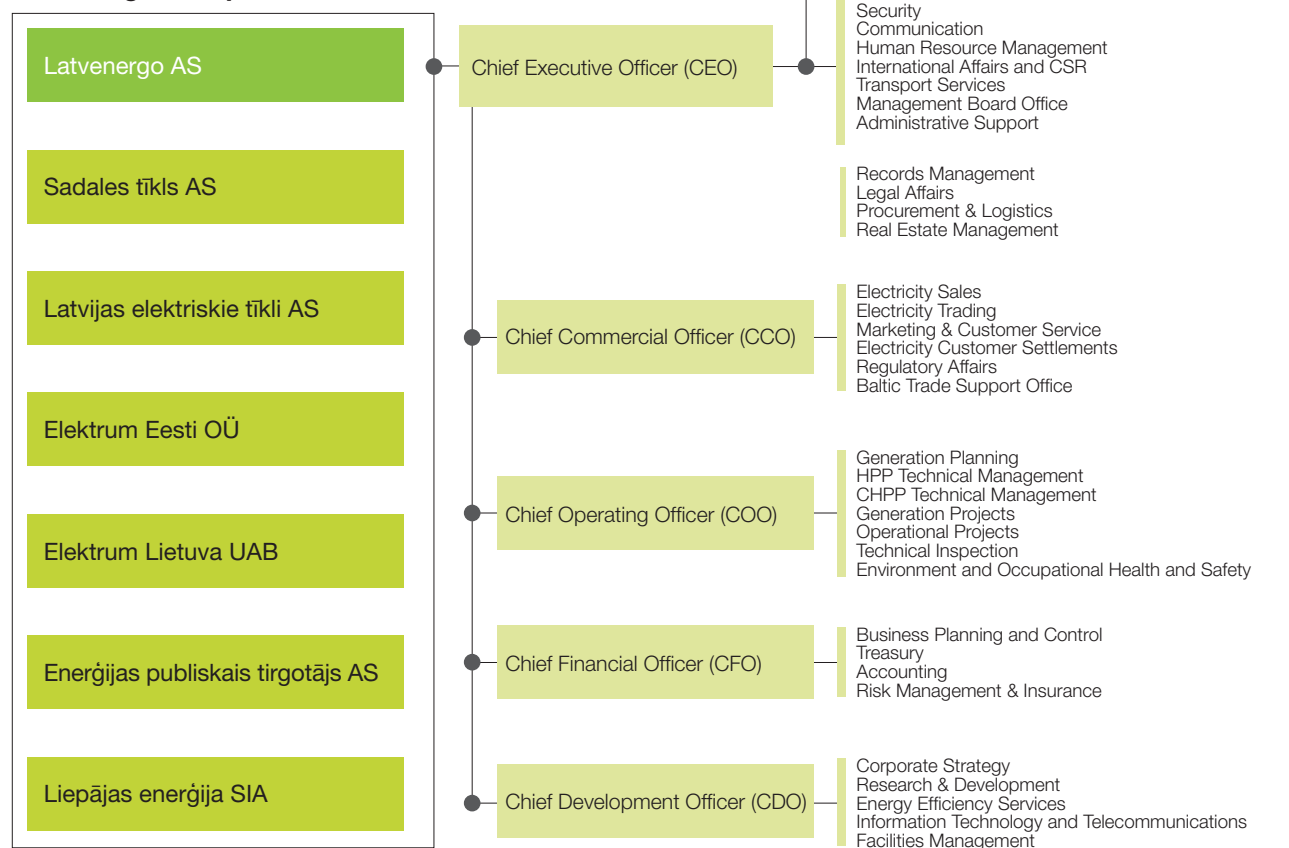 Latvenergo AS
Sadales tīkls AS
Latvijas elektriskie tīkli AS
Elektrum Eesti OÜ
Elektrum Lietuva UAB
Enerģijas publiskais tirgotājs AS
Liepājas enerģija SIA
Chief Executive Officer (CEO)
Security
Communication
Human Resource Management
International Affairs and CSR
Transport Services
Management Board Office
Administrative Support
Records Management
Legal Affairs
Procurement & Logistics
Real Estate Management
Chief Commercial Officer (CCO)
Electricity Sales
Electricity Trading
Marketing & Customer Service
Electricity Customer Settlements
Regulatory Affairs
Baltic Trade Support Office
Chief Operating Officer (COO)
Generation Planning
HPP Technical Management
CHPP Technical Management
Generation Projects
Operational Projects
Technical Inspection
Environment and Occupational Health and Safety
Chief Financial Officer (CFO)
Business Planning and Control
Treasury
Accounting
Risk Management & Insurance
Chief Development Officer (CDO)
Corporate Strategy
Research & Development
Energy Efficiency Services
Information Technology and Telecommunications
Facilities Management